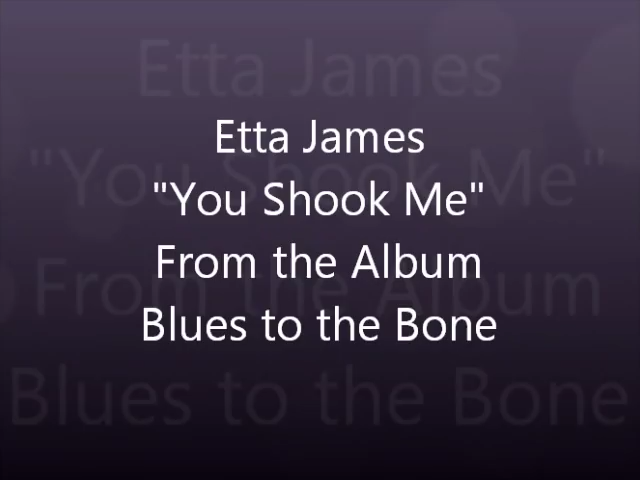 Etta James
"You Shook Me"
From the Album
Blues to the Bone